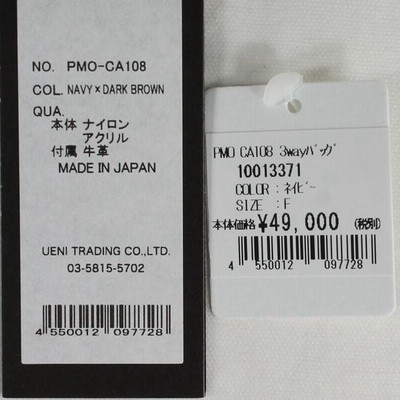 NO. PMO-CA108
COL. NAVY×DARK BROWN
QUA.
本体 ナイロン
アクリル
付属 牛革
MADE IN JAPAN
UENI TRADING CO.,LTD.
03-5815-5702
4 550012 097728
PMO CA108 3wayﾊﾞｯｸﾞ
10013371
COLOR : ﾈｲﾋﾞｰ
SIZE : F
本体価格 ¥49,000 (税別)
4 550012 097728